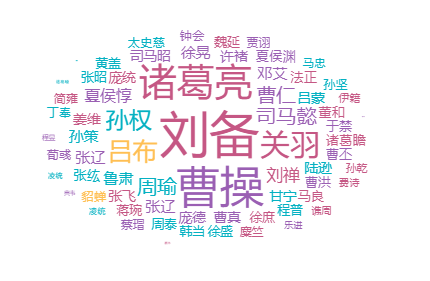 钟会
太史慈 魏延 贾诩
司马昭 徐晃 许褚 夏侯渊
黄盖 马忠
张昭 庞统 诸葛亮 邓艾 法正 孙坚
简雍 夏侯惇 曹仁 吕蒙 伊籍
丁奉 姜维 孙权 刘备 司马懿 董和
于禁
孙策 吕布 关羽 诸葛瞻
荀彧 张辽 曹丕
张纮 鲁肃 周瑜 曹操 刘禅 陆逊 孙乾
凌统 曹洪 费诗
貂蝉 张飞 甘宁 马良
凌统 蒋琬 张辽 程普 谯周
蔡瑁 周泰 庞德 曹真 徐庶 乐进
韩当 徐盛 糜竺